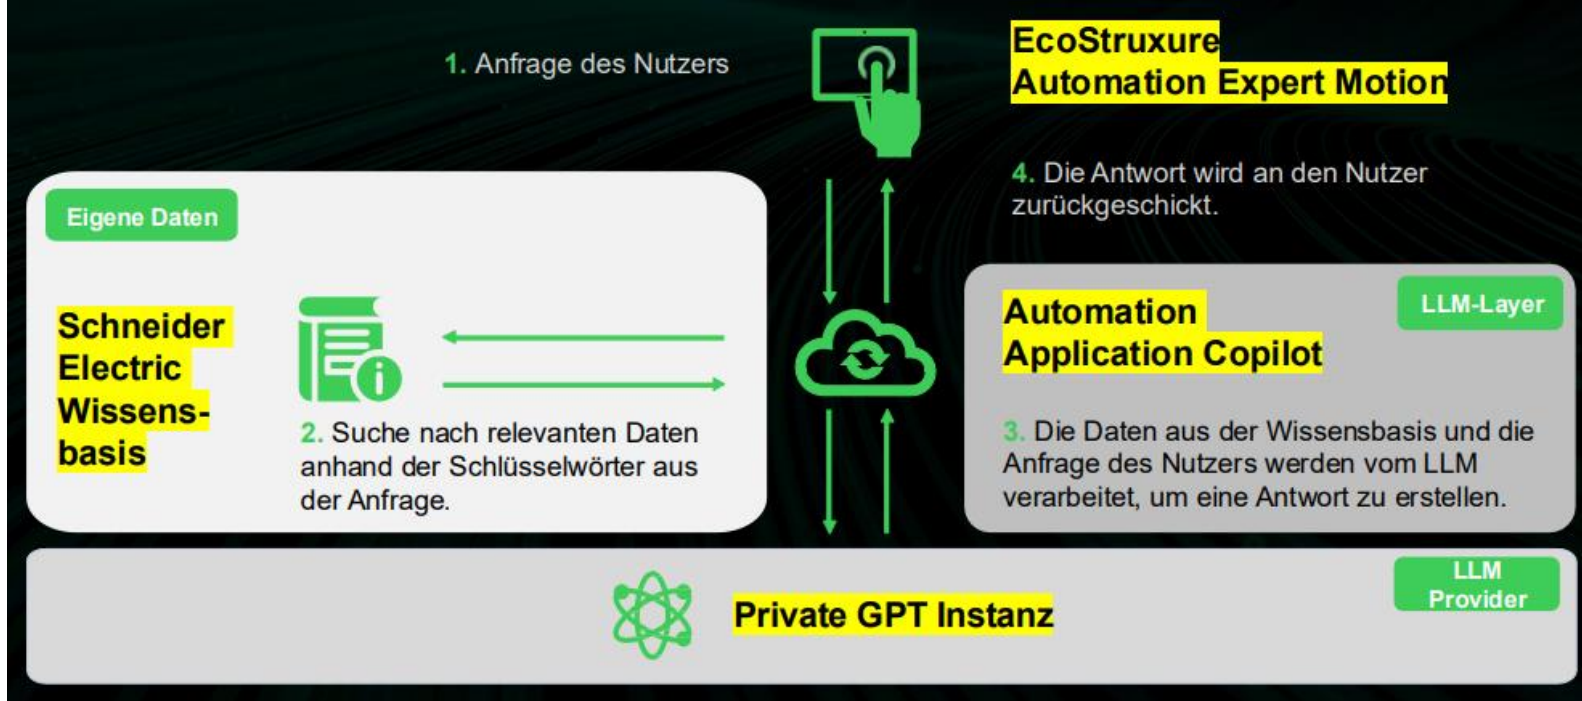 1. Anfrage des Nutzers
EcoStruxure
Automation Expert Motion
4. Die Antwort wird an den Nutzer
zurückgeschickt.
Eigene Daten
Schneider
Electric
Wissens-
basis
2. Suche nach relevanten Daten
anhand der Schlüsselwörter aus
der Anfrage.
LLM-Layer
Automation
Application Copilot
3. Die Daten aus der Wissensbasis und die
Anfrage des Nutzers werden vom LLM
verarbeitet, um eine Antwort zu erstellen.
LLM
Provider
Private GPT Instanz